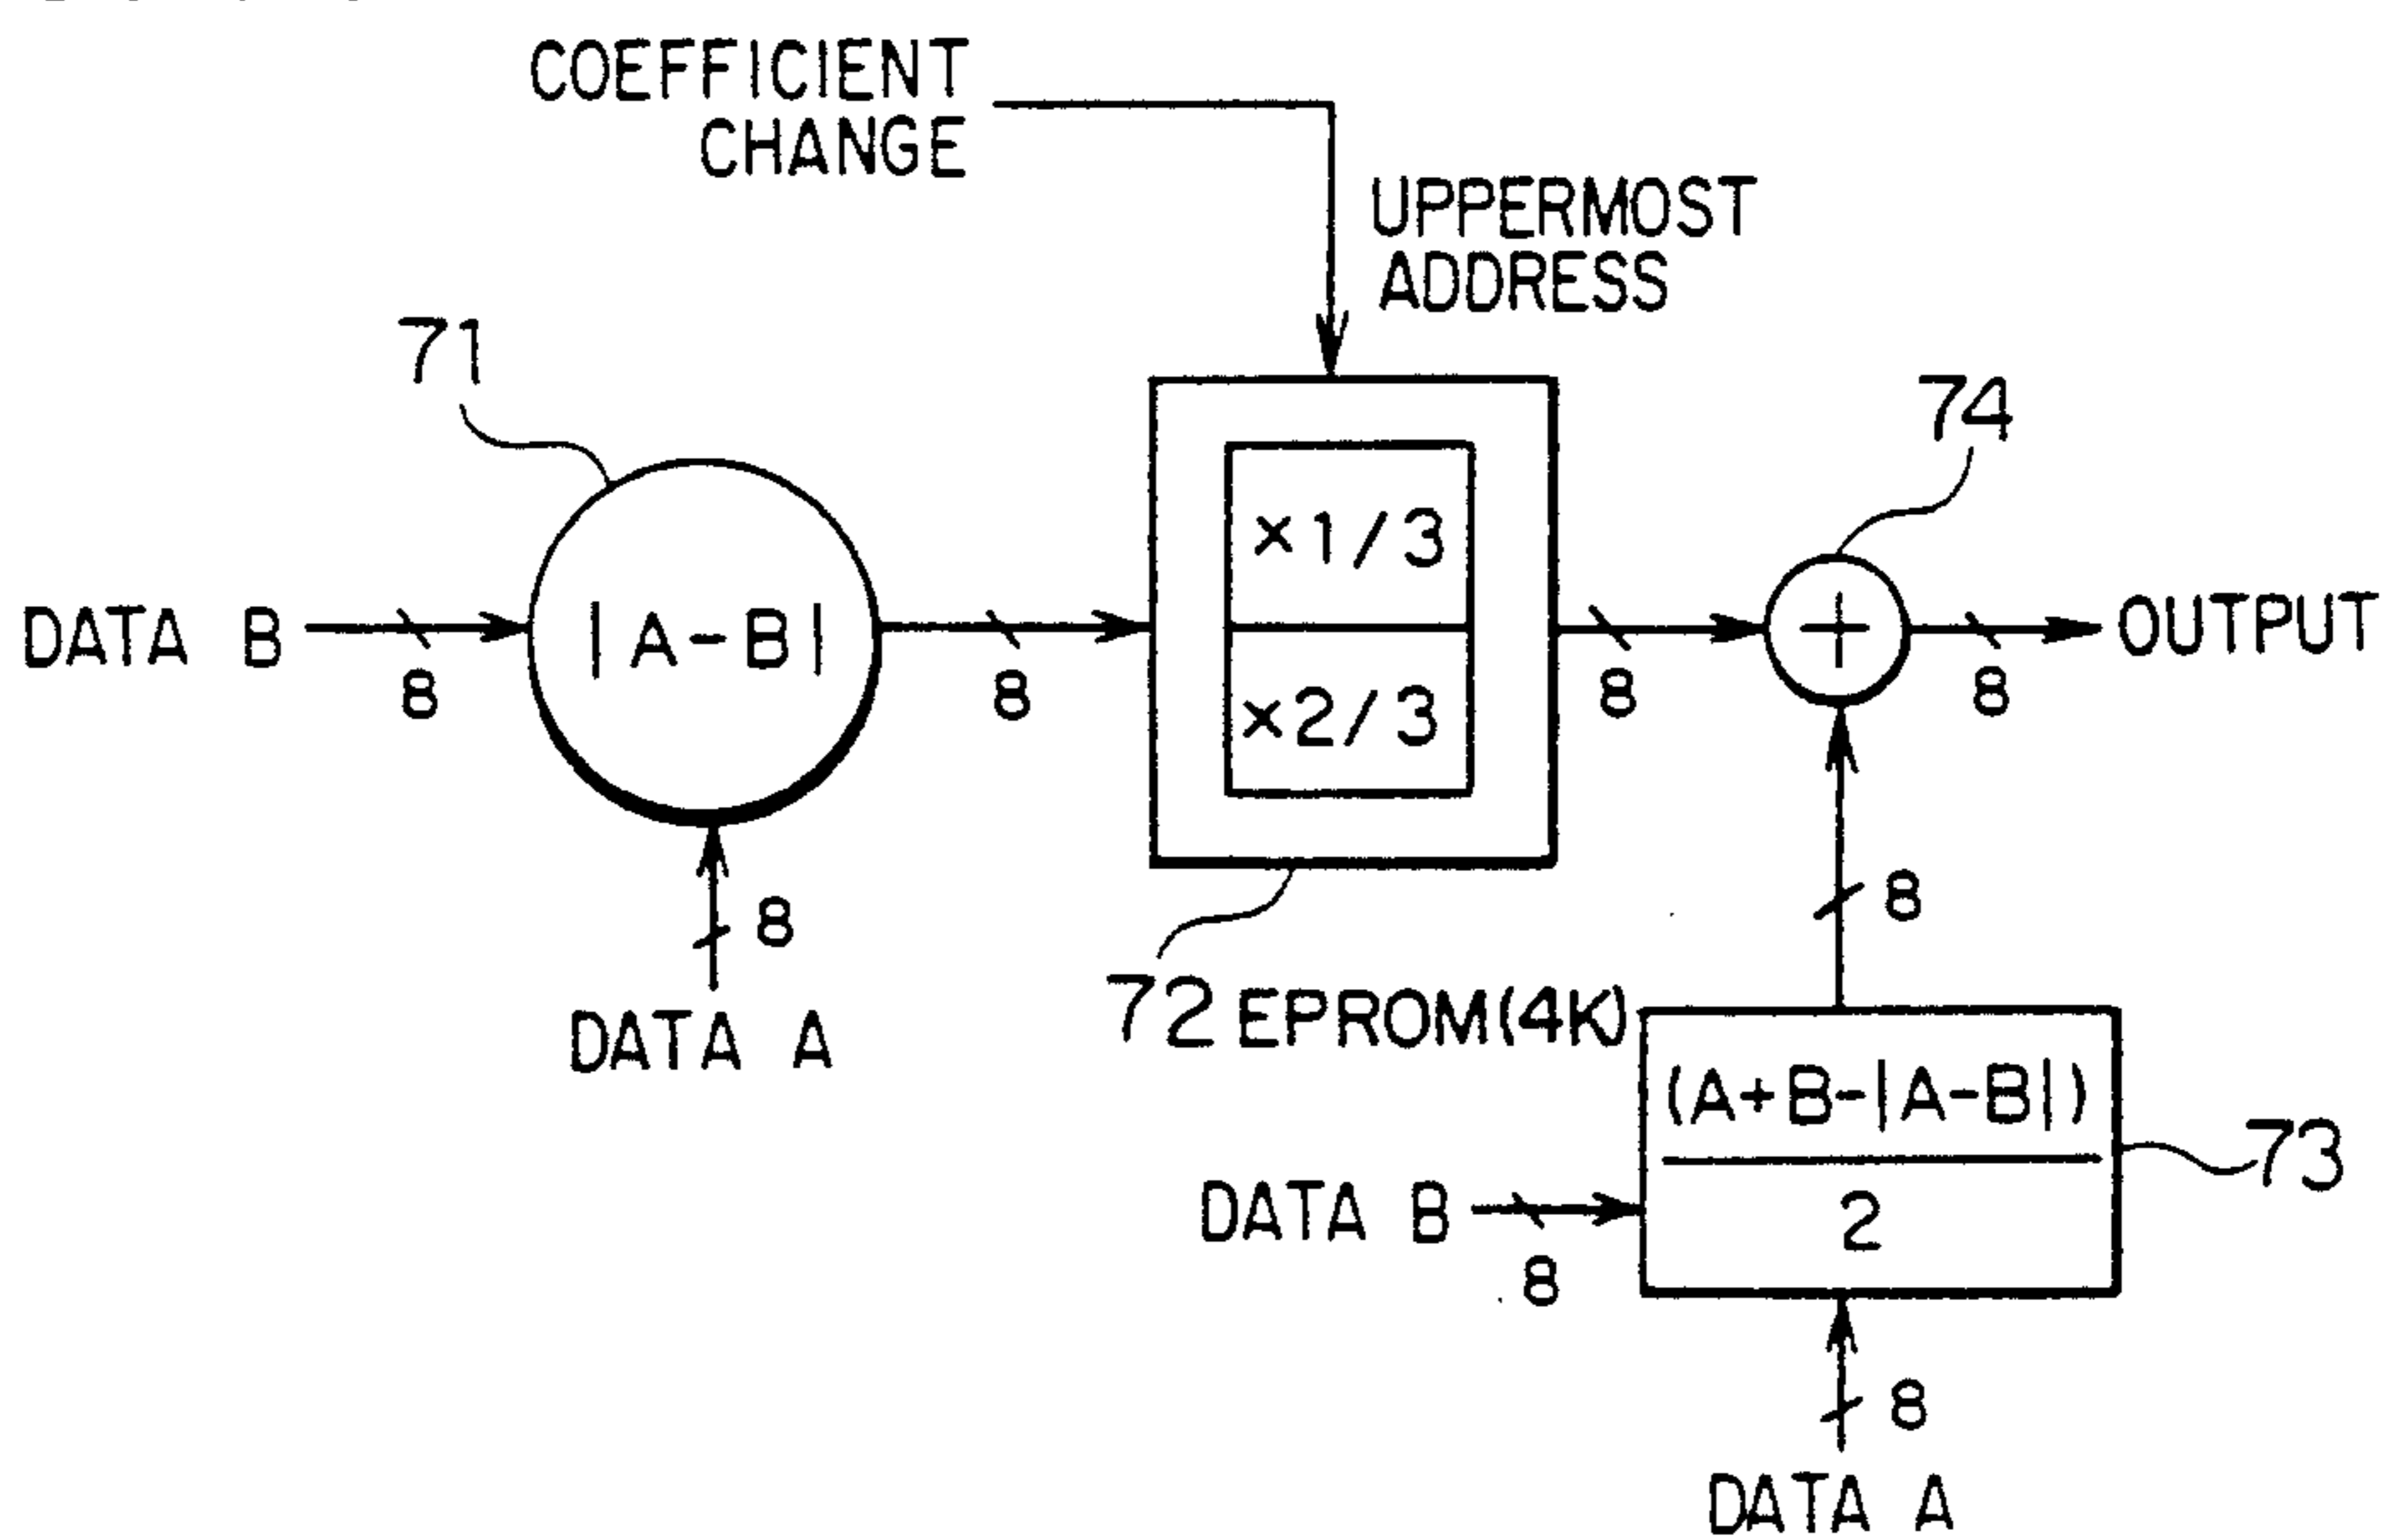 COEFFICIENT
CHANGE
UPPERMOST
ADDRESS
71
74
×1/3
DATA B
|A-B|
OUTPUT
8
8
8
8
×2/3
8
8
DATA A
72 EPROM(4K)
(A+B-|A-B|)
73
DATA B
2
8
8
DATA A